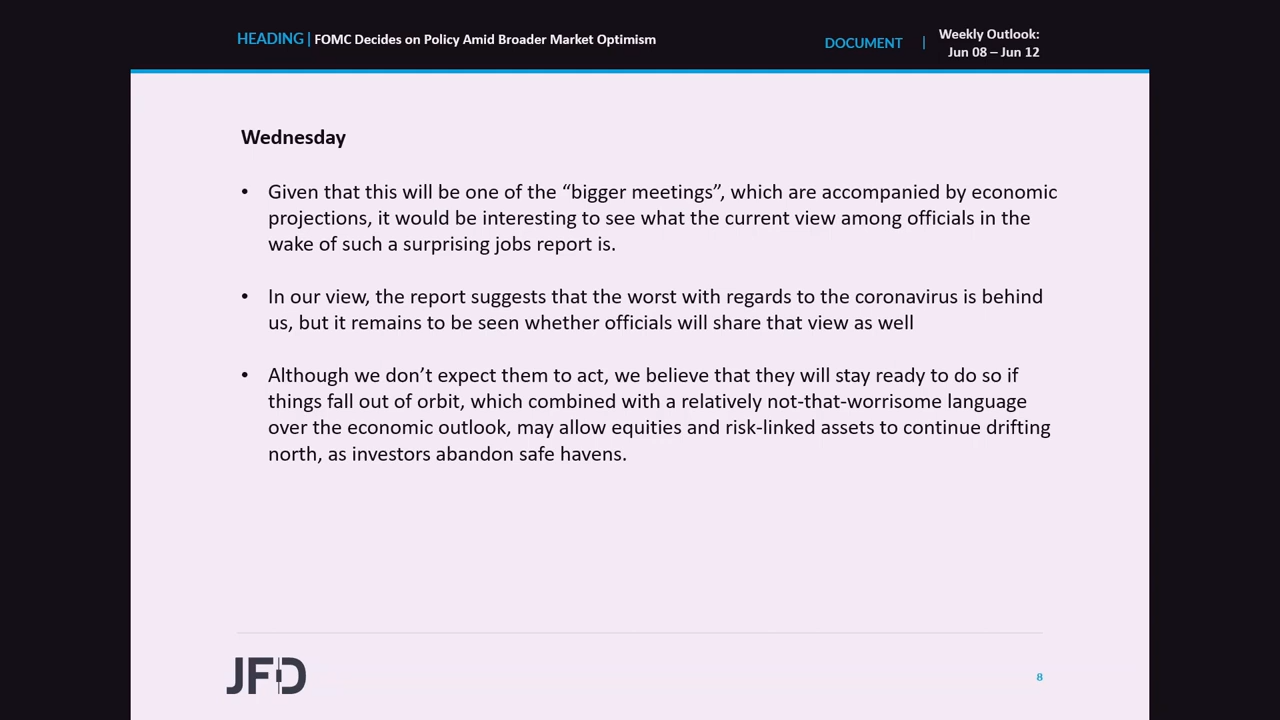 HEADING | FOMC Decides on Policy Amid Broader Market Optimism
DOCUMENT | Weekly Outlook:
Jun 08 – Jun 12
Wednesday
• Given that this will be one of the “bigger meetings”, which are accompanied by economic
projections, it would be interesting to see what the current view among officials in the
wake of such a surprising jobs report is.
• In our view, the report suggests that the worst with regards to the coronavirus is behind
us, but it remains to be seen whether officials will share that view as well
• Although we don’t expect them to act, we believe that they will stay ready to do so if
things fall out of orbit, which combined with a relatively not-that-worrisome language
over the economic outlook, may allow equities and risk-linked assets to continue drifting
north, as investors abandon safe havens.
JFD
8